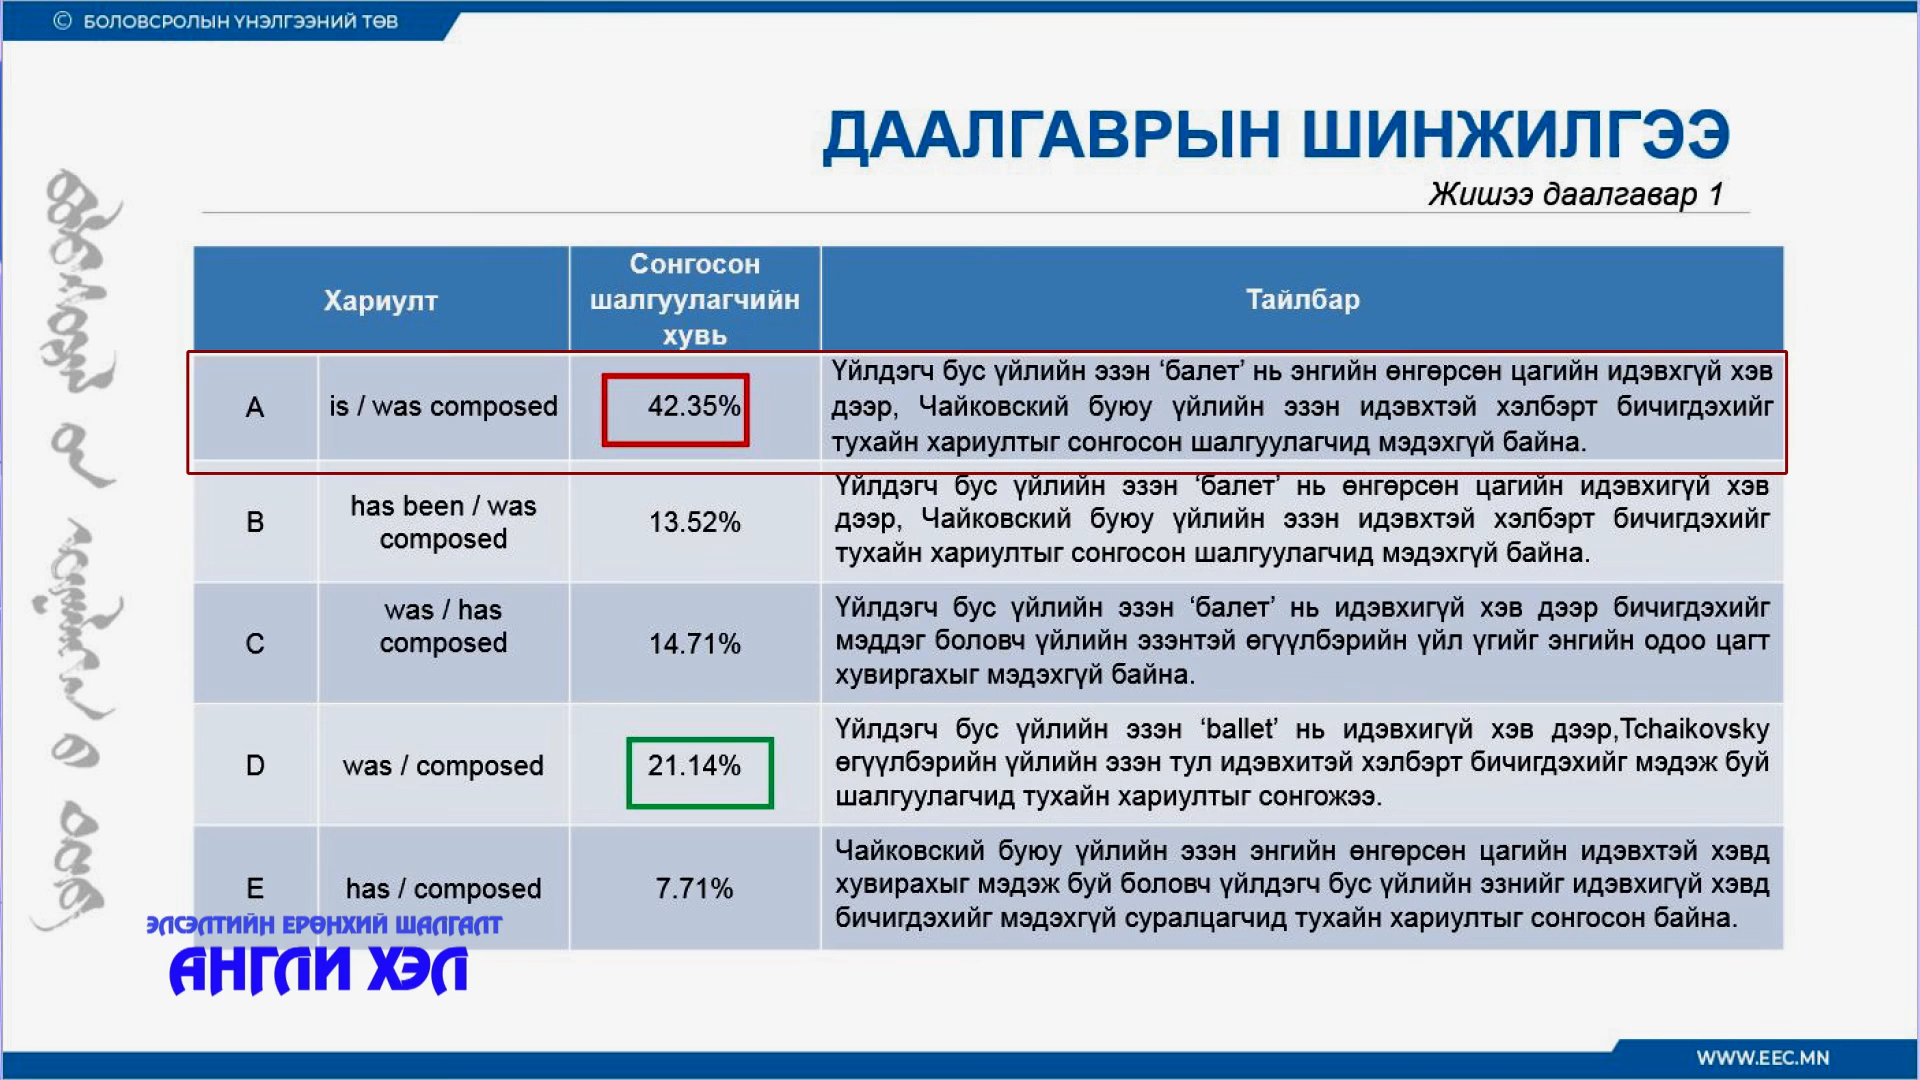 © БОЛОВСРОЛЫН ҮНЭЛГЭЭНИЙ ТӨВ
ДААЛГАВРЫН ШИНЖИЛГЭЭ
Жишээ даалгавар 1
Хариулт
Сонгосон
шалгуулагчийн
хувь
Тайлбар
A
is / was composed
42.35%
Үйлдэгч бус үйлийн эзэн ‘балет’ нь энгийн өнгөрсөн цагийн идэвхгүй хэв
дээр, Чайковский буюу үйлийн эзэн идэвхтэй хэлбэрт бичигдэхийг
тухайн хариултыг сонгосон шалгуулагчид мэдэхгүй байна.
B
has been / was
composed
13.52%
Үйлдэгч бус үйлийн эзэн ‘балет’ нь өнгөрсөн цагийн идэвхигүй хэв
дээр, Чайковский буюу үйлийн эзэн идэвхтэй хэлбэрт бичигдэхийг
тухайн хариултыг сонгосон шалгуулагчид мэдэхгүй байна.
C
was / has
composed
14.71%
Үйлдэгч бус үйлийн эзэн ‘балет’ нь идэвхигүй хэв дээр бичигдэхийг
мэддэг боловч үйлийн эзэнтэй өгүүлбэрийн үйл үгийг энгийн одоо цагт
хувиргахыг мэдэхгүй байна.
D
was / composed
21.14%
Үйлдэгч бус үйлийн эзэн ‘ballet’ нь идэвхигүй хэв дээр,Tchaikovsky
өгүүлбэрийн үйлийн эзэн тул идэвхитэй хэлбэрт бичигдэхийг мэдэж буй
шалгуулагчид тухайн хариултыг сонгожээ.
E
has / composed
7.71%
Чайковский буюу үйлийн эзэн энгийн өнгөрсөн цагийн идэвхтэй хэвд
хувирахыг мэдэж буй боловч үйлдэгч бус үйлийн эзнийг идэвхигүй хэвд
бичигдэхийг мэдэхгүй суралцагчид тухайн хариултыг сонгосон байна.
ЭЛСЭЛТИЙН ЕРӨНХИЙ ШАЛГАЛТ
АНГЛИ ХЭЛ
WWW.EEC.MN